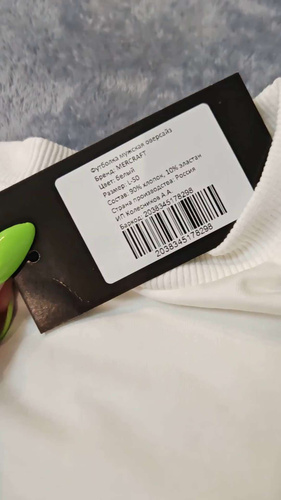 Футболка мужская оверсайз
Бренд: MERCRAFT
Цвет: Белый
Размер: L-50
Состав: 90% хлопок, 10% эластан
Страна производства: Россия
ИП Колесников А.А.
Баркод: 2038345178298
2038345178298